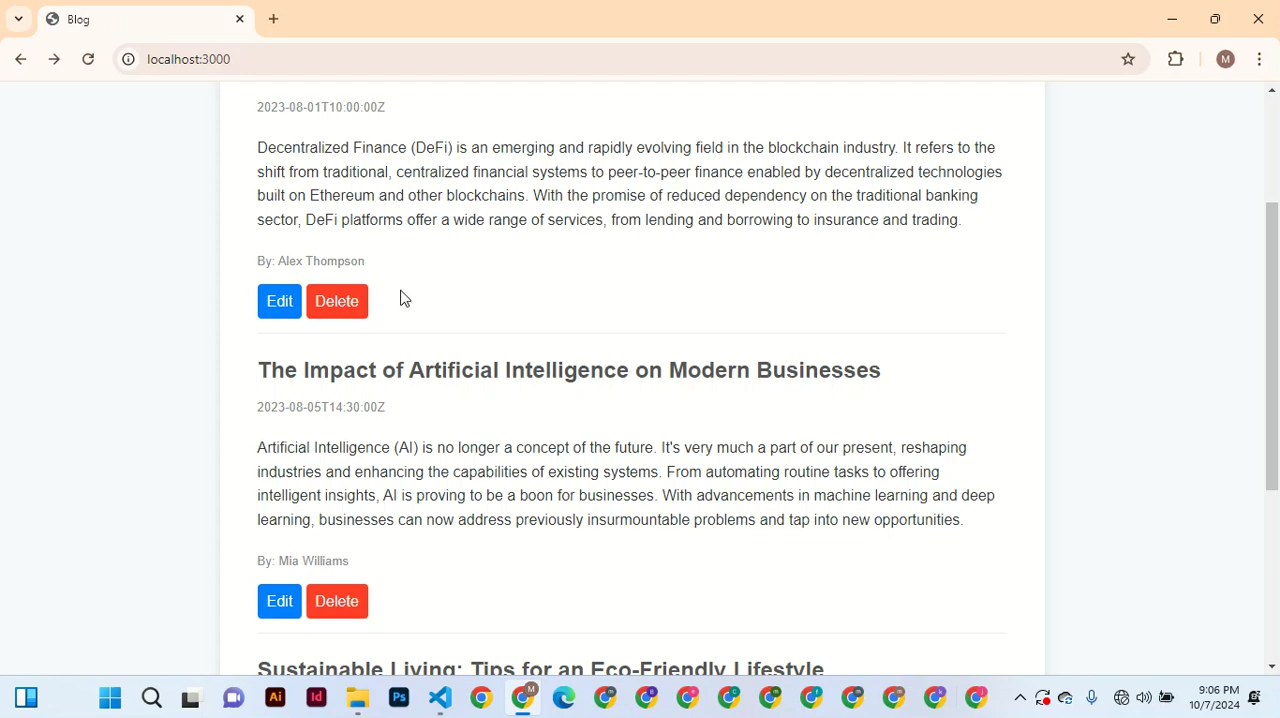 Blog
localhost:3000
M
2023-08-01T10:00:00Z
Decentralized Finance (DeFi) is an emerging and rapidly evolving field in the blockchain industry. It refers to the
shift from traditional, centralized financial systems to peer-to-peer finance enabled by decentralized technologies
built on Ethereum and other blockchains. With the promise of reduced dependency on the traditional banking
sector, DeFi platforms offer a wide range of services, from lending and borrowing to insurance and trading.
By: Alex Thompson
Edit Delete
The Impact of Artificial Intelligence on Modern Businesses
2023-08-05T14:30:00Z
Artificial Intelligence (AI) is no longer a concept of the future. It's very much a part of our present, reshaping
industries and enhancing the capabilities of existing systems. From automating routine tasks to offering
intelligent insights, AI is proving to be a boon for businesses. With advancements in machine learning and deep
learning, businesses can now address previously insurmountable problems and tap into new opportunities.
By: Mia Williams
Edit Delete
Sustainable Living: Tips for an Eco-Friendly Lifestyle
Ai Id Ps M
9:06 PM
10/7/2024